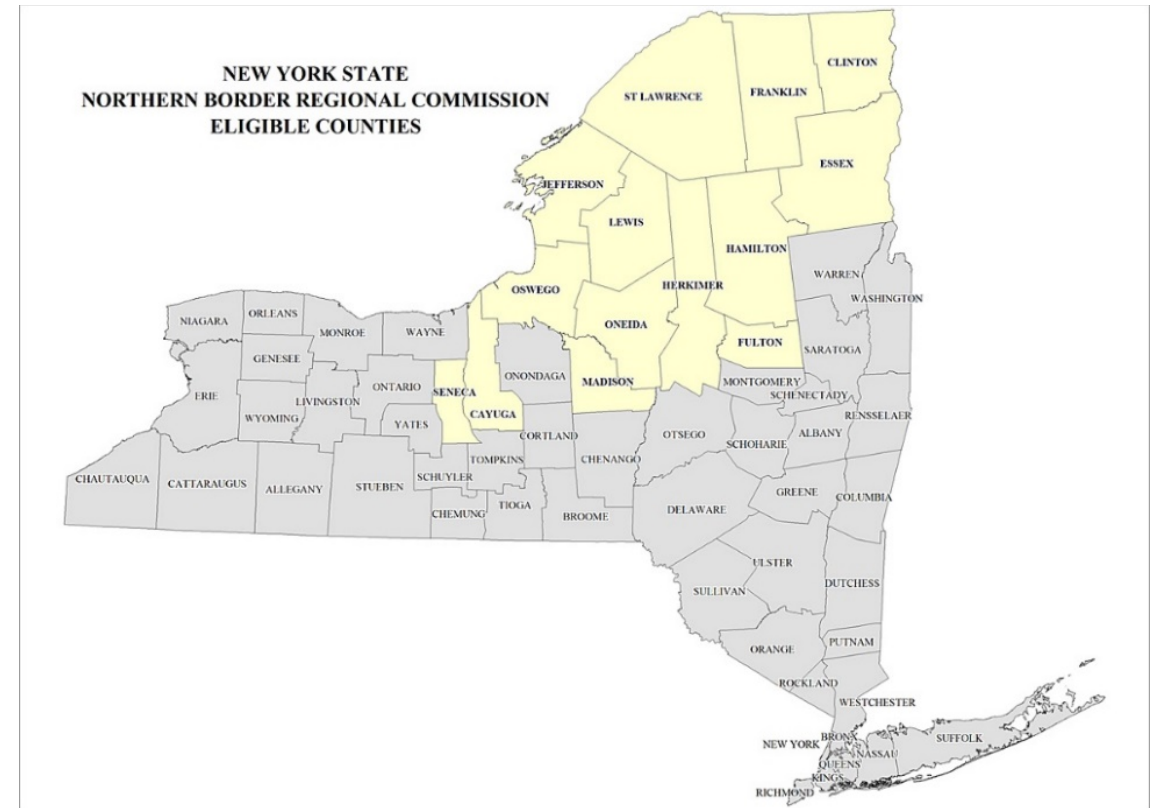 NEW YORK STATE
NORTHERN BORDER REGIONAL COMMISSION
ELIGIBLE COUNTIES
CLINTON
FRANKLIN
ST LAWRENCE
ESSEX
JEFFERSON
LEWIS
HAMILTON
WARREN
HERKIMER
OSWEGO
WASHINGTON
ORLEANS
NIAGARA
MONROE
WAYNE
ONEIDA
FULTON
SARATOGA
GENESEE
ONONDAGA
MADISON
MONTGOMERY
ONTARIO
SENECA
SCHENECTADY
ERIE
LIVINGSTON
CAYUGA
RENSSELAER
WYOMING
YATES
CORTLAND
OTSEGO
ALBANY
SCHOHARIE
TOMPKINS
CHENANGO
CHAUTAUQUA
CATTARAUGUS
ALLEGANY
STUEBEN
SCHUYLER
GREENE
COLUMBIA
TIOGA
DELAWARE
CHEMUNG
BROOME
ULSTER
DUTCHESS
SULLIVAN
PUTNAM
ORANGE
ROCKLAND
WESTCHESTER
BRONX
SUFFOLK
NEW YORK
NASSAU
QUEENS
KINGS
RICHMOND